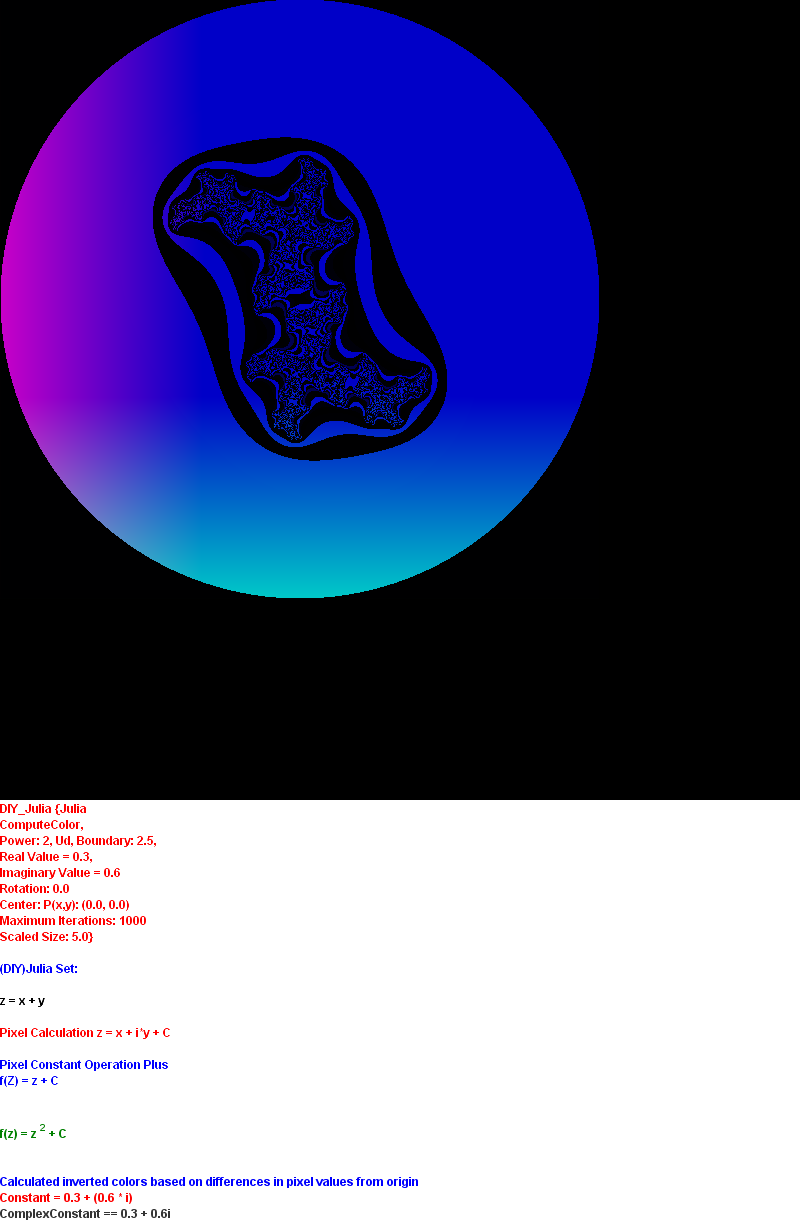 DIY_Julia {Julia
ComputeColor,
Power: 2, Ud, Boundary: 2.5,
Real Value = 0.3,
Imaginary Value = 0.6
Rotation: 0.0
Center: P(x,y): (0.0, 0.0)
Maximum Iterations: 1000
Scaled Size: 5.0}
(DIY)Julia Set:
z = x + y
Pixel Calculation z = x + i*y + C
Pixel Constant Operation Plus
f(Z) = z + C
f(z) = z 2 + C
Calculated inverted colors based on differences in pixel values from origin
Constant = 0.3 + (0.6 * i)
ComplexConstant == 0.3 + 0.6i